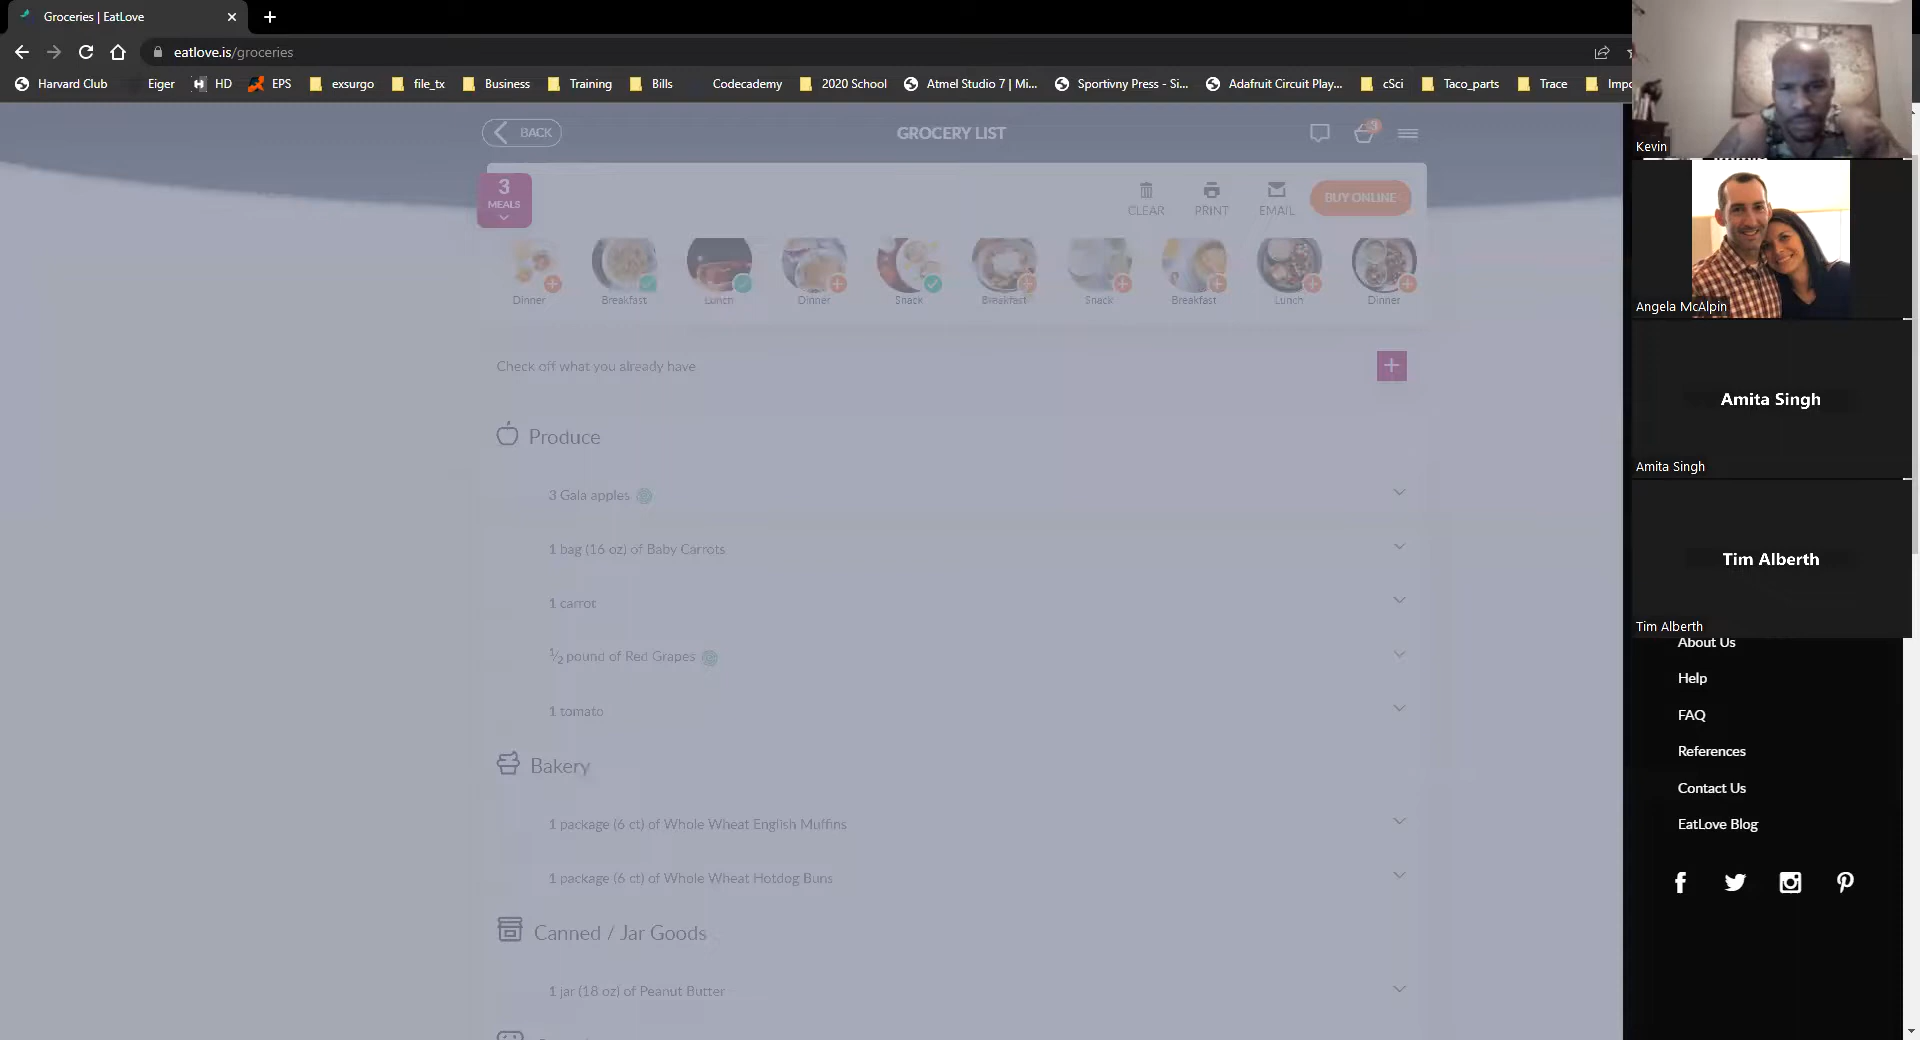 Groceries | EatLove
eatlove.is/groceries
Harvard Club
Eiger
HD
EPS
exsurgo
file_tx
Business
Training
Bills
Codecademy
2020 School
Atmel Studio 7 | Mi...
Sportivny Press - Si...
Adafruit Circuit Play...
cSci
Taco_parts
Trace
BACK
GROCERY LIST
3
MEALS
CLEAR
PRINT
EMAIL
BUY ONLINE
Dinner
Breakfast
Lunch
Dinner
Snack
Breakfast
Snack
Breakfast
Lunch
Dinner
Check off what you already have
Produce
3 Gala apples
1 bag (16 oz) of Baby Carrots
1 carrot
½ pound of Red Grapes
1 tomato
Bakery
1 package (6 ct) of Whole Wheat English Muffins
1 package (6 ct) of Whole Wheat Hotdog Buns
Canned / Jar Goods
1 jar (18 oz) of Peanut Butter
Kevin
Angela McAlpin
Amita Singh
Amita Singh
Tim Alberth
Tim Alberth
About Us
Help
FAQ
References
Contact Us
EatLove Blog